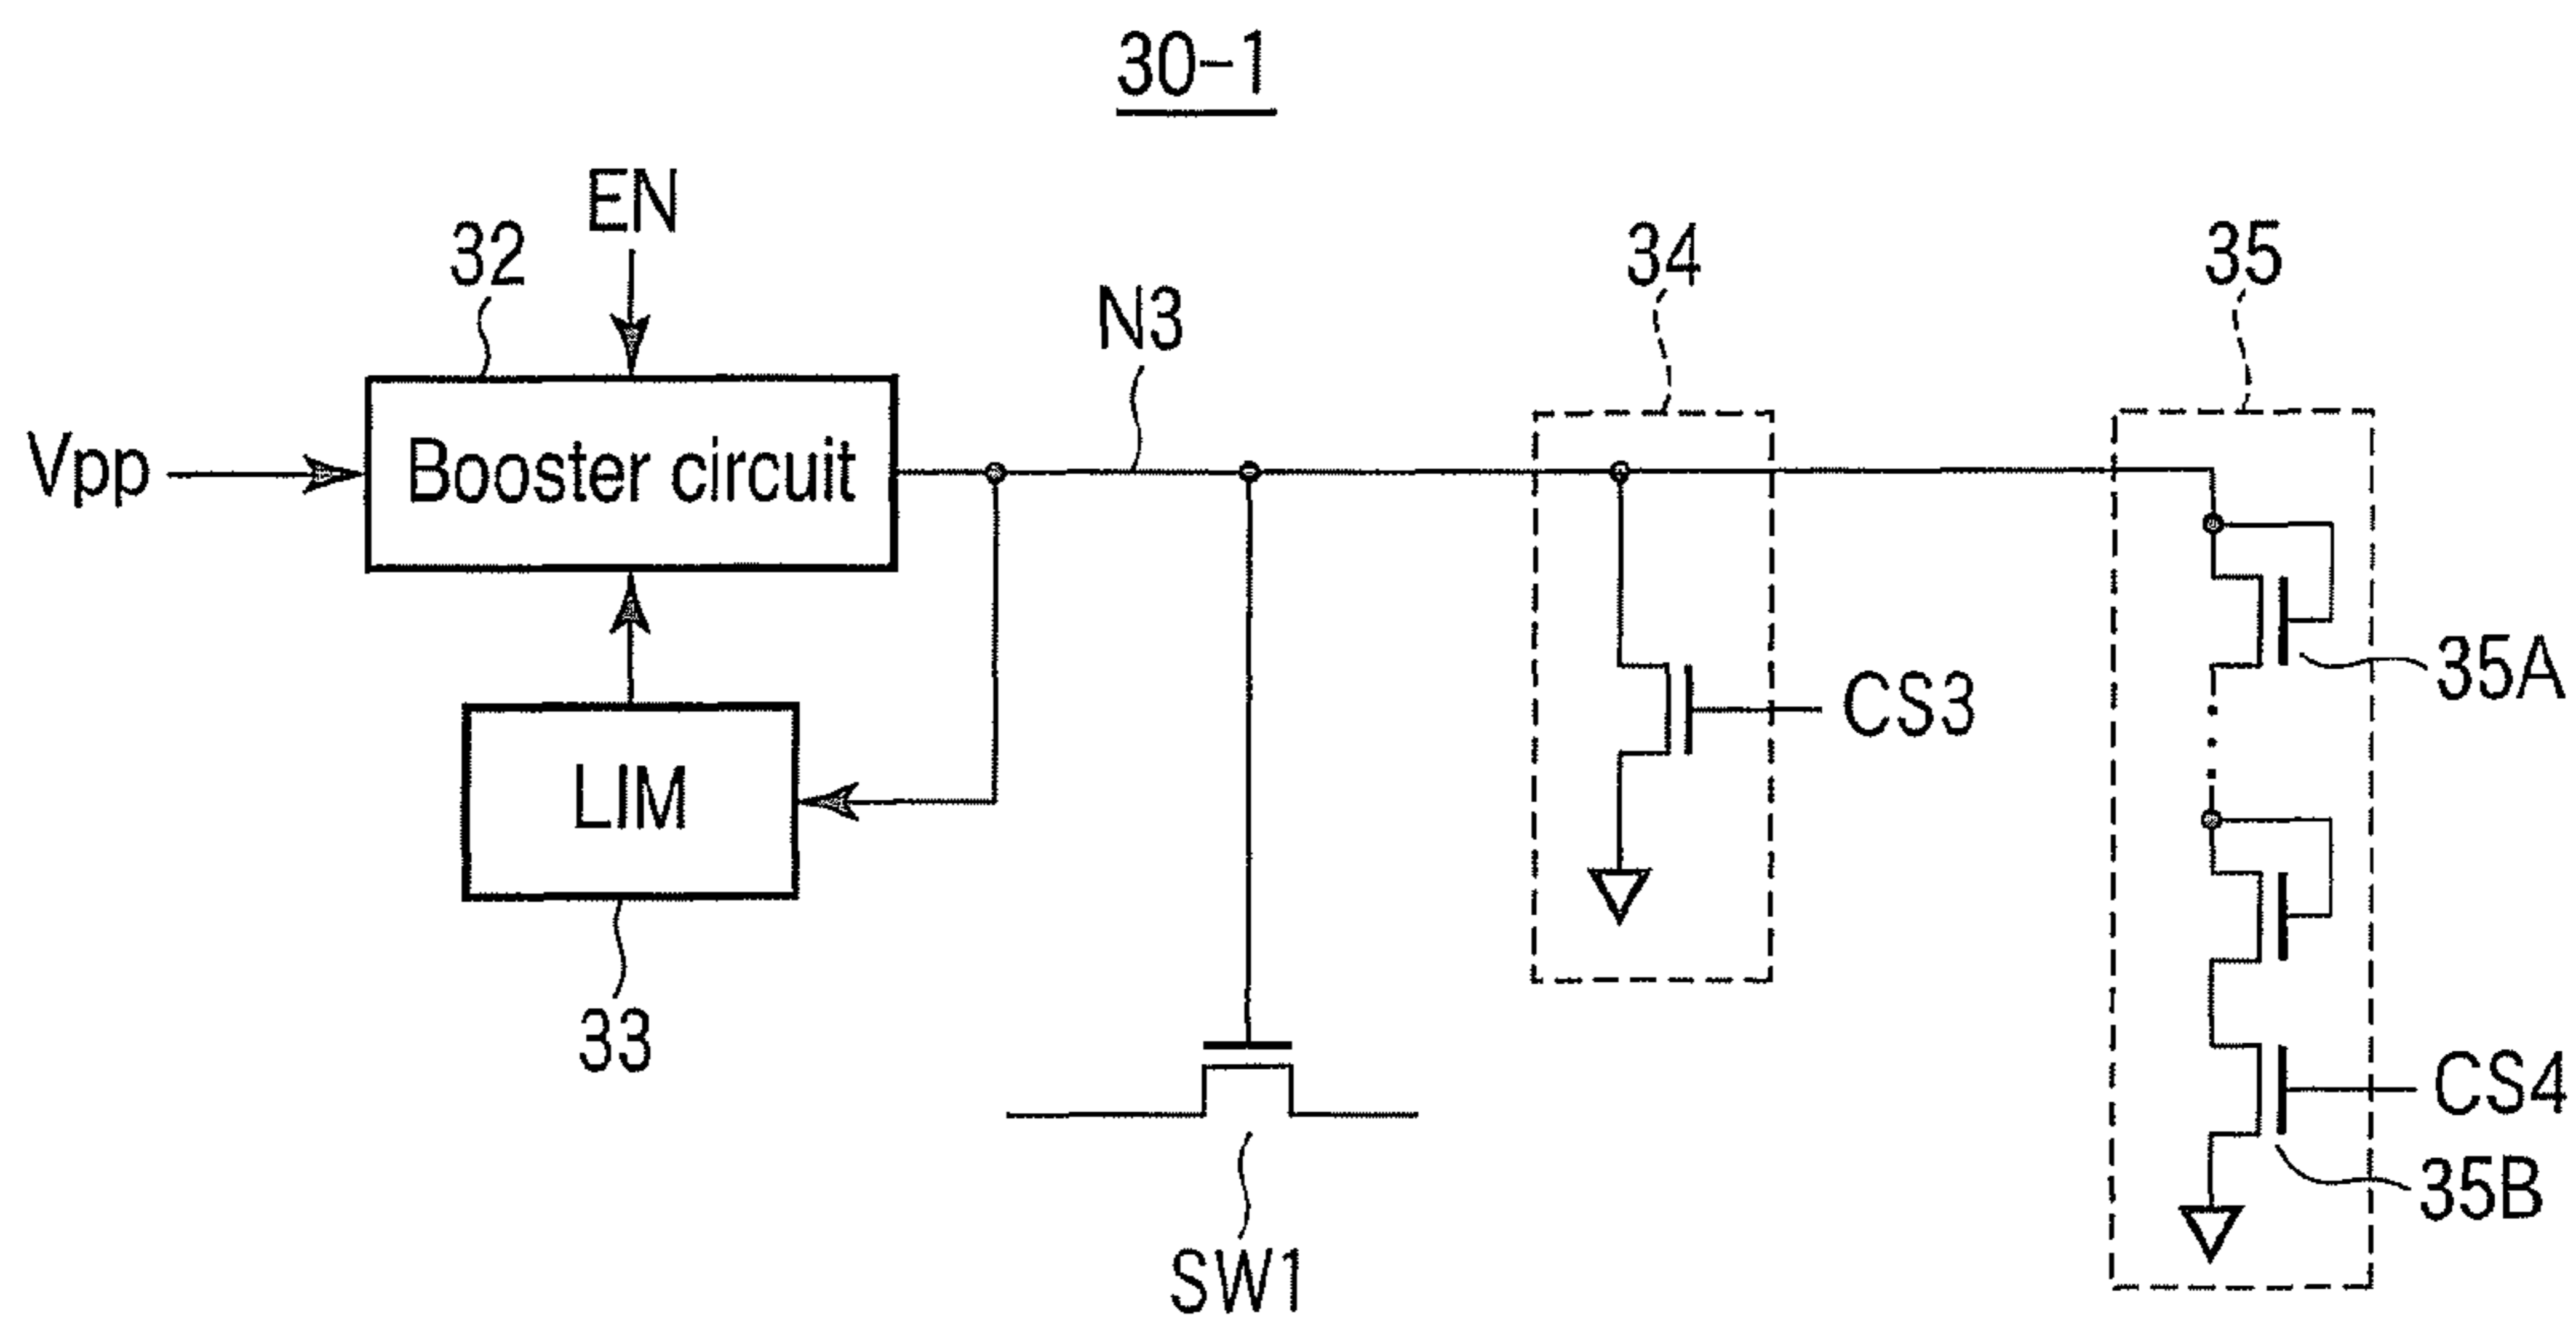 30-1
EN
32
34
35
N3
Vpp
Booster circuit
35A
CS3
LIM
33
CS4
35B
SW1